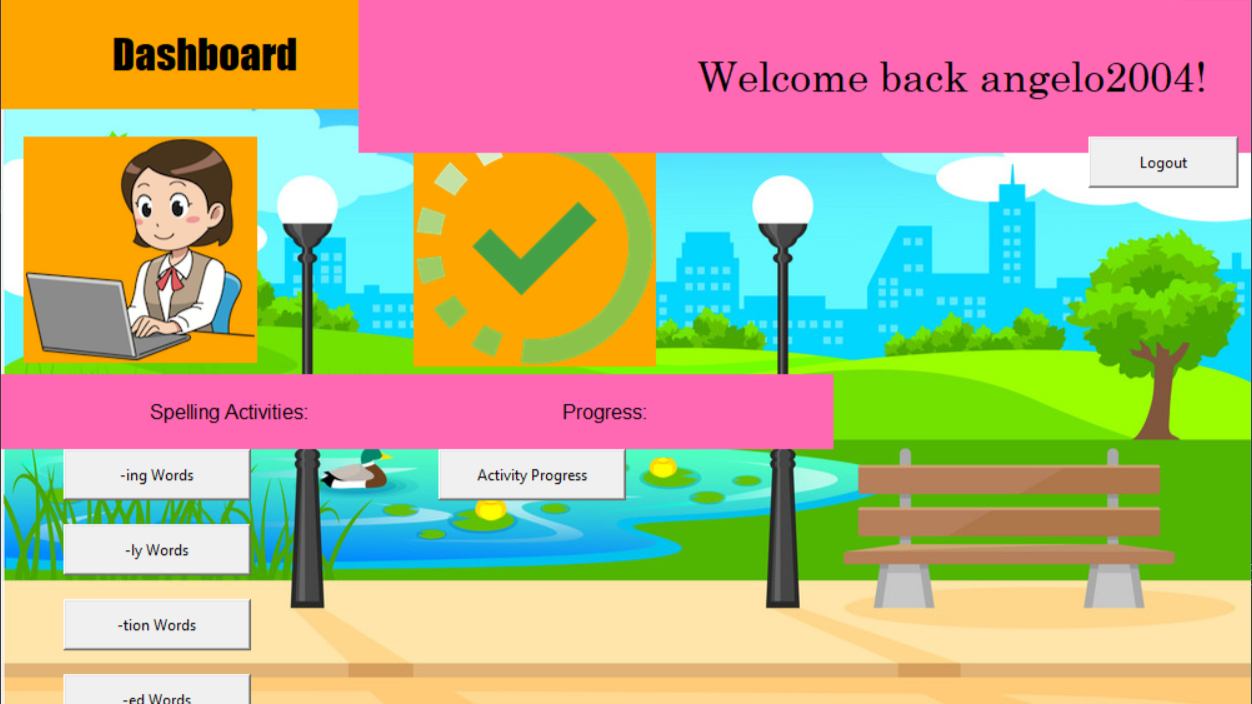 Dashboard
Welcome back angelo2004!
Logout
Spelling Activities:
Progress:
-ing Words
Activity Progress
-ly Words
-tion Words
-ed Words